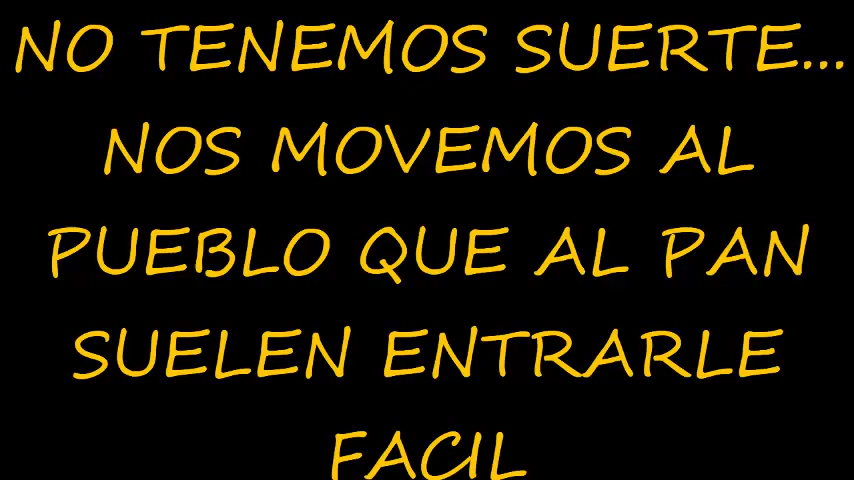 NO TENEMOS SUERTE...
NOS MOVEMOS AL
PUEBLO QUE AL PAN
SUELEN ENTRARLE
FACIL